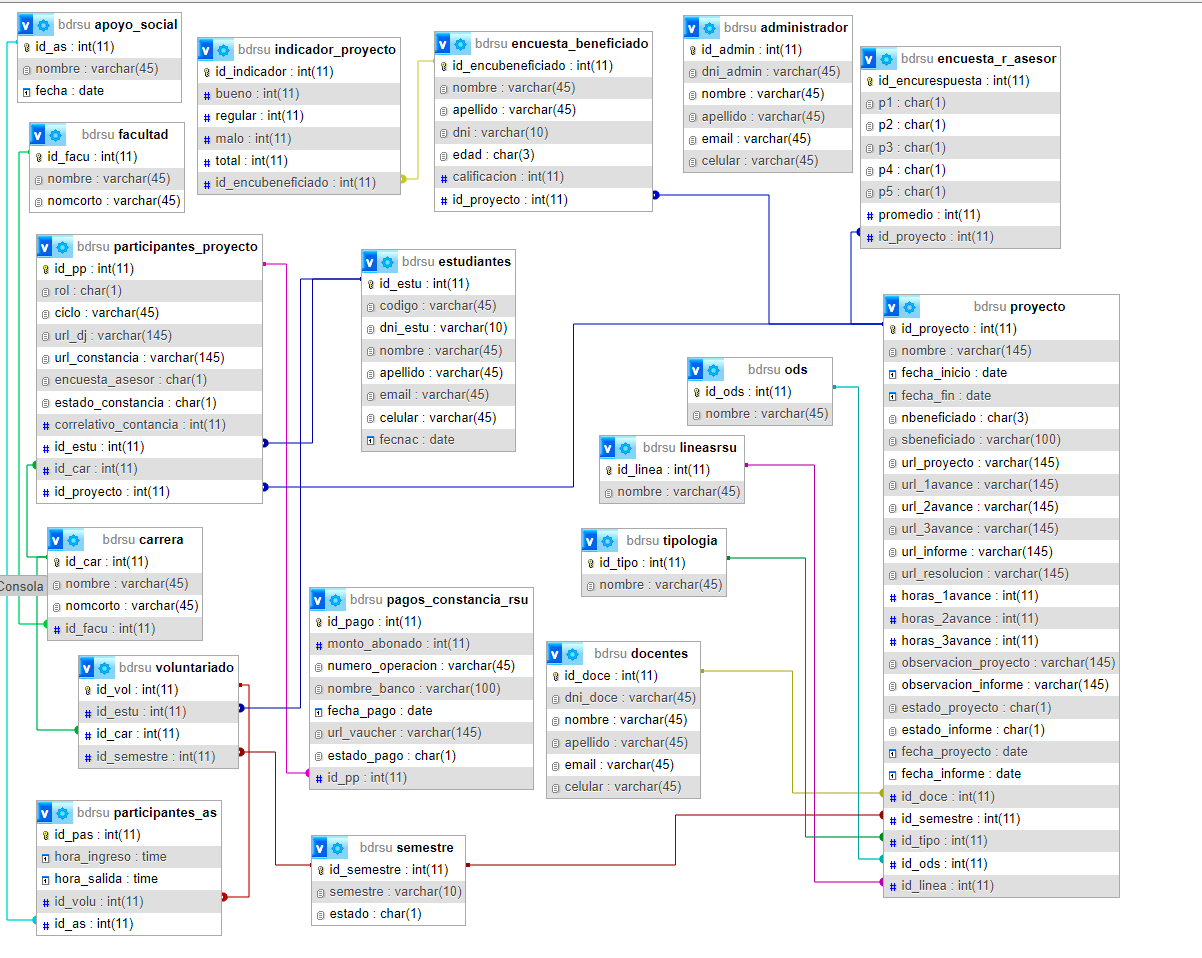 bdrsu apoyo_social
id_as : int(11)
nombre : varchar(45)
fecha : date
bdrsu facultad
id_facu : int(11)
nombre : varchar(45)
nomcorto : varchar(45)
bdrsu indicador_proyecto
id_indicador : int(11)
bueno : int(11)
regular : int(11)
malo : int(11)
total : int(11)
id_encubeneficiado : int(11)
bdrsu encuesta_beneficiado
id_encubeneficiado : int(11)
nombre : varchar(45)
apellido : varchar(45)
dni : varchar(10)
edad : char(3)
calificacion : int(11)
id_proyecto : int(11)
bdrsu administrador
id_admin : int(11)
dni_admin : varchar(45)
nombre : varchar(45)
apellido : varchar(45)
email : varchar(45)
celular : varchar(45)
bdrsu encuesta_r_asesor
id_encurespuesta : int(11)
p1 : char(1)
p2 : char(1)
p3 : char(1)
p4 : char(1)
p5 : char(1)
promedio : int(11)
id_proyecto : int(11)
bdrsu participantes_proyecto
id_pp : int(11)
rol : char(1)
ciclo : varchar(45)
url_dj : varchar(145)
url_constancia : varchar(145)
encuesta_asesor : char(1)
estado_constancia : char(1)
correlativo_contancia : int(11)
id_estu : int(11)
id_car : int(11)
id_proyecto : int(11)
bdrsu estudiantes
id_estu : int(11)
codigo : varchar(45)
dni_estu : varchar(10)
nombre : varchar(45)
apellido : varchar(45)
email : varchar(45)
celular : varchar(45)
fecnac : date
bdrsu proyecto
id_proyecto : int(11)
nombre : varchar(145)
fecha_inicio : date
fecha_fin : date
nbeneficiado : char(3)
sbeneficiado : varchar(100)
url_proyecto : varchar(145)
url_1avance : varchar(145)
url_2avance : varchar(145)
url_3avance : varchar(145)
url_informe : varchar(145)
url_resolucion : varchar(145)
horas_1avance : int(11)
horas_2avance : int(11)
horas_3avance : int(11)
observacion_proyecto : varchar(145)
observacion_informe : varchar(145)
estado_proyecto : char(1)
estado_informe : char(1)
fecha_proyecto : date
fecha_informe : date
id_doce : int(11)
id_semestre : int(11)
id_tipo : int(11)
id_ods : int(11)
id_linea : int(11)
bdrsu ods
id_ods : int(11)
nombre : varchar(45)
bdrsu lineasrsu
id_linea : int(11)
nombre : varchar(45)
bdrsu tipologia
id_tipo : int(11)
nombre : varchar(45)
bdrsu carrera
id_car : int(11)
nombre : varchar(45)
nomcorto : varchar(45)
id_facu : int(11)
Consola
bdrsu pagos_constancia_rsu
id_pago : int(11)
monto_abonado : int(11)
numero_operacion : varchar(45)
nombre_banco : varchar(100)
fecha_pago : date
url_vaucher : varchar(145)
estado_pago : char(1)
id_pp : int(11)
bdrsu docentes
id_doce : int(11)
dni_doce : varchar(45)
nombre : varchar(45)
apellido : varchar(45)
email : varchar(45)
celular : varchar(45)
bdrsu voluntariado
id_vol : int(11)
id_estu : int(11)
id_car : int(11)
id_semestre : int(11)
bdrsu participantes_as
id_pas : int(11)
hora_ingreso : time
hora_salida : time
id_volu : int(11)
id_as : int(11)
bdrsu semestre
id_semestre : int(11)
semestre : varchar(10)
estado : char(1)